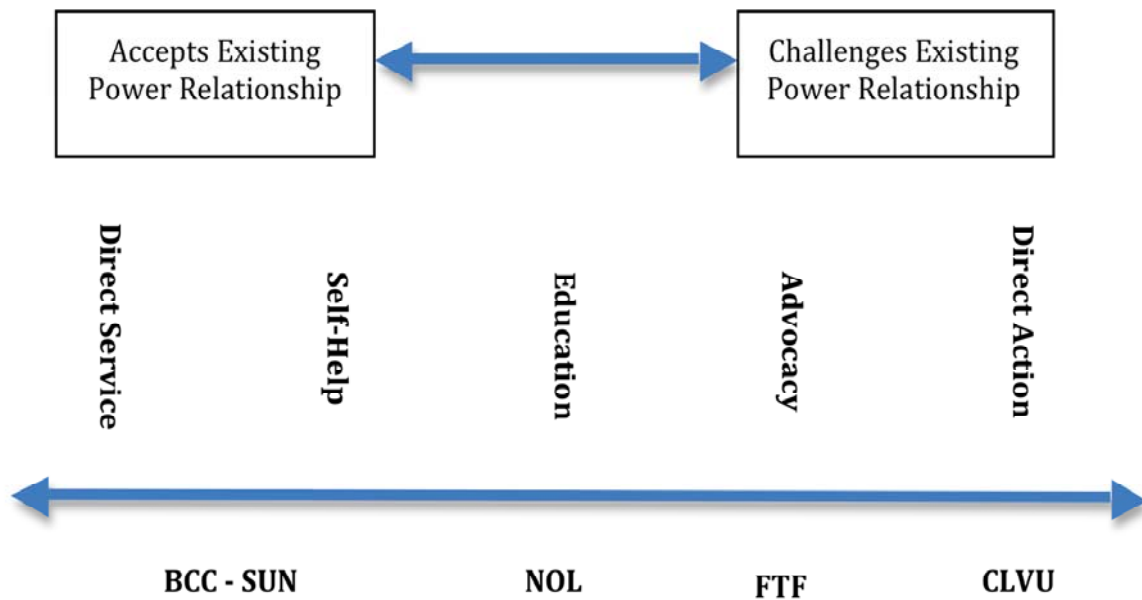 Accepts Existing
Power Relationship
Challenges Existing
Power Relationship
Direct Service
Self-Help
Education
Advocacy
Direct Action
BCC - SUN
NOL
FTF
CLVU